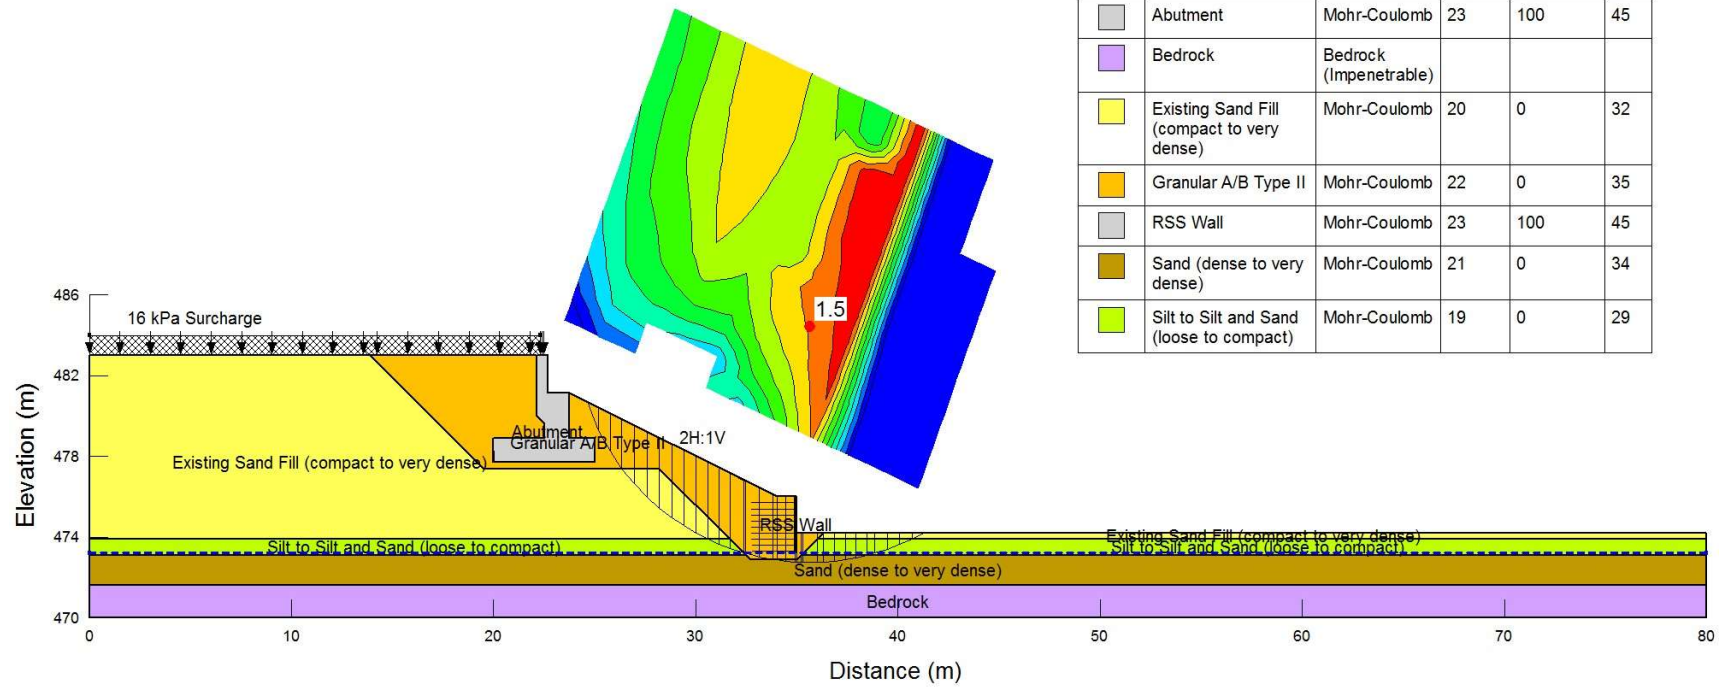 Abutment Mohr-Coulomb 23 100 45
Bedrock Bedrock
(Impenetrable)
Existing Sand Fill Mohr-Coulomb 20 0 32
(compact to very
dense)
Granular A/B Type II Mohr-Coulomb 22 0 35
RSS Wall Mohr-Coulomb 23 100 45
Sand (dense to very Mohr-Coulomb 21 0 34
dense)
Silt to Silt and Sand Mohr-Coulomb 19 0 29
(loose to compact)
1.5
16 kPa Surcharge
486
482
478
474
470
Elevation (m)
Abutment
Granular A/B Type II
2H:1V
Existing Sand Fill (compact to very dense)
RSS Wall
Existing Sand Fill (compact to very dense)
Silt to Silt and Sand (loose to compact)
Silt to Silt and Sand (loose to compact)
Sand (dense to very dense)
Bedrock
0 10 20 30 40 50 60 70 80
Distance (m)